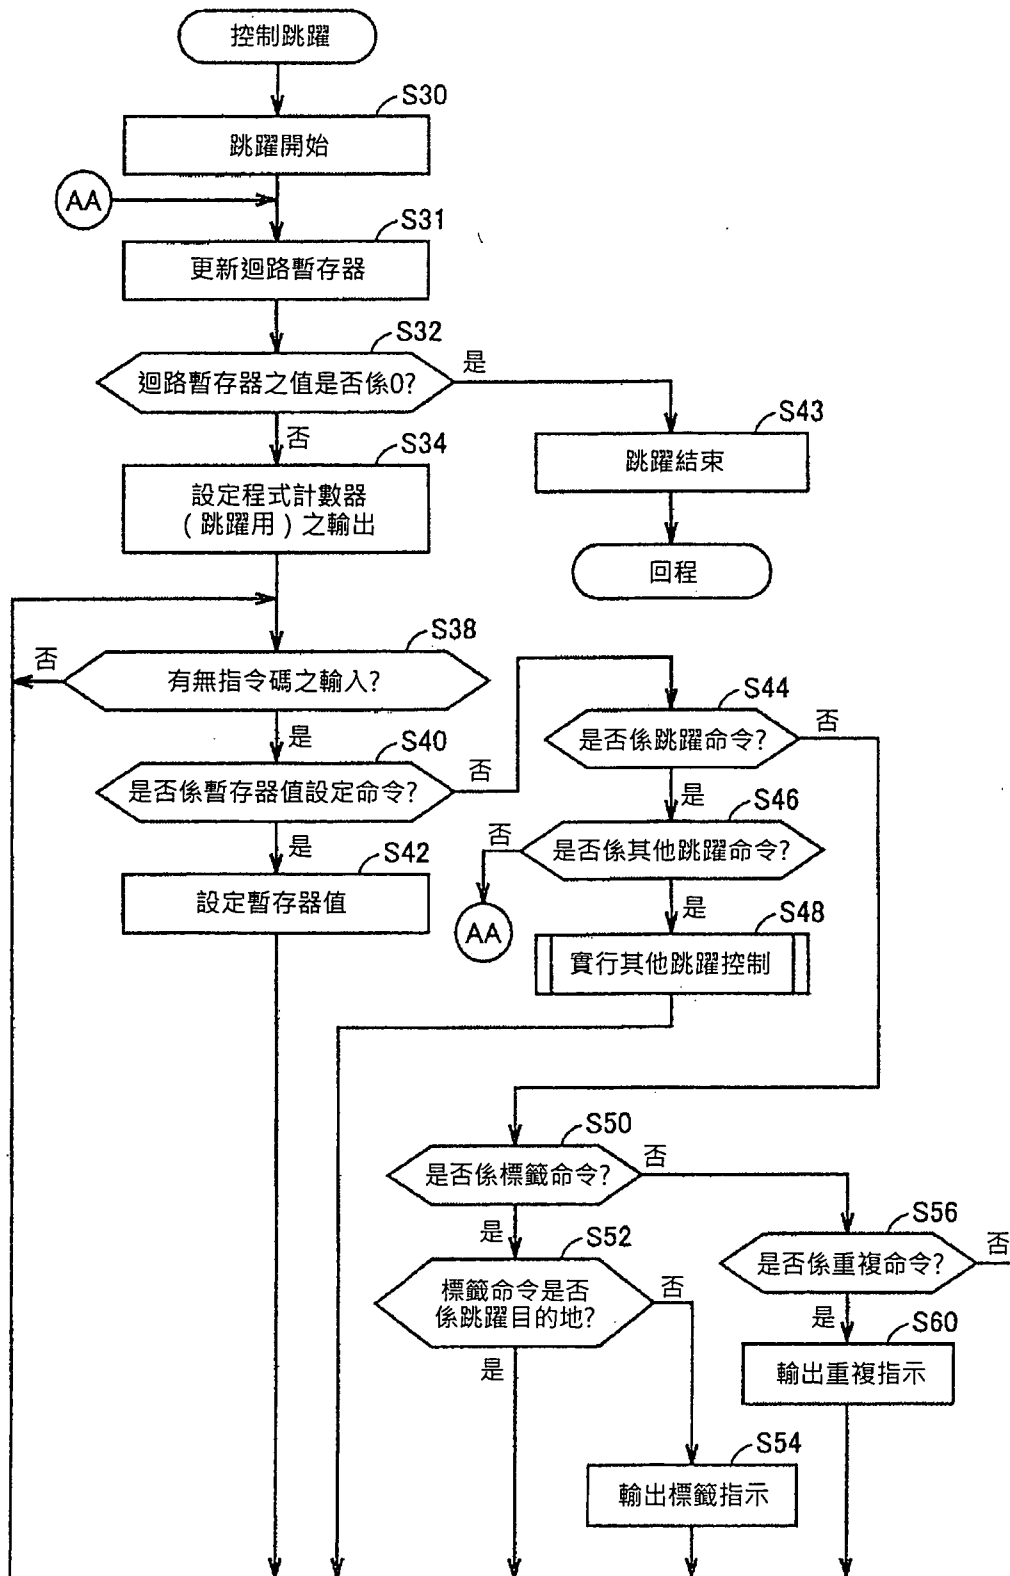 控制跳躍
S30
跳躍開始
AA
S31
更新迴路暫存器
S32
迴路暫存器之值是否係0?
是
否
S43
跳躍結束
S34
設定程式計數器
(跳躍用)之輸出
回程
S38
否
有無指令碼之輸入?
是
S44
是否係跳躍命令?
否
S40
是否係暫存器值設定命令?
否
是
是
S46
是否係其他跳躍命令?
否
AA
是
S42
設定暫存器值
S48
實行其他跳躍控制
S50
是否係標籤命令?
否
是
S52
標籤命令是否
係跳躍目的地?
否
是
S56
是否係重複命令?
否
是
S60
輸出重複指示
S54
輸出標籤指示